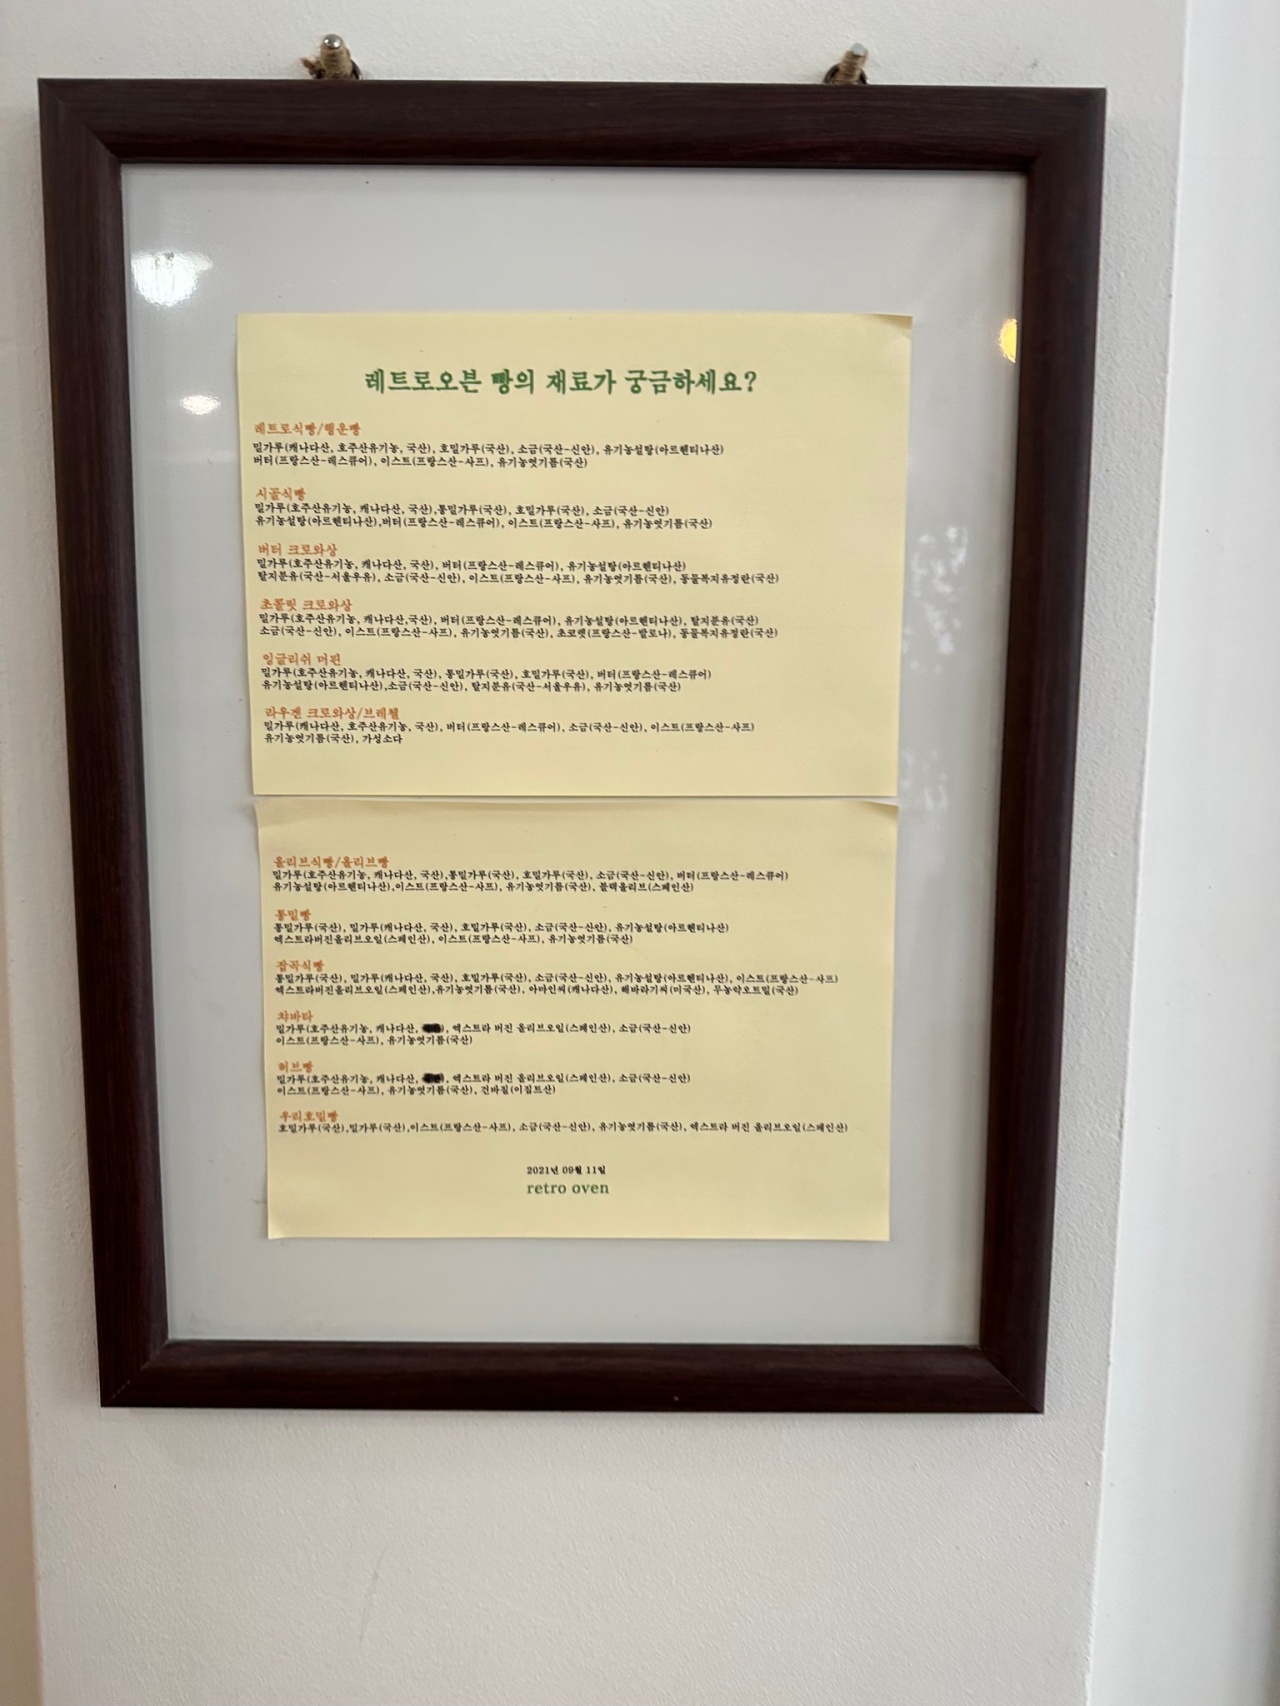 레트로오븐 빵의 재료가 궁금하세요?
레트로식빵/행운빵
밀가루(캐나다산, 호주산유기농, 국산), 호밀가루(국산), 소금(국산-신안), 유기농설탕(아르헨티나산)
버터(프랑스산-레스큐어), 이스트(프랑스산-사프), 유기농엿기름(국산)
시골식빵
밀가루(호주산유기농, 캐나다산, 국산),통밀가루(국산), 호밀가루(국산), 소금(국산-신안)
유기농설탕(아르헨티나산),버터(프랑스산-레스큐어), 이스트(프랑스산-사프), 유기농엿기름(국산)
버터 크로와상
밀가루(호주산유기농, 캐나다산, 국산), 버터(프랑스산-레스큐어), 유기농설탕(아르헨티나산)
탈지분유(국산-서울우유), 소금(국산-신안), 이스트(프랑스산-사프), 유기농엿기름(국산), 동물복지유정란(국산)
초콜릿 크로와상
밀가루(호주산유기농, 캐나다산,국산), 버터(프랑스산-레스큐어), 유기농설탕(아르헨티나산), 탈지분유(국산)
소금(국산-신안), 이스트(프랑스산-사프), 유기농엿기름(국산), 초코렛(프랑스산-발로나), 동물복지유정란(국산)
잉글리쉬 머핀
밀가루(호주산유기농, 캐나다산, 국산), 통밀가루(국산), 호밀가루(국산), 버터(프랑스산-레스큐어)
유기농설탕(아르헨티나산),소금(국산-신안), 탈지분유(국산-서울우유), 유기농엿기름(국산)
라우겐 크로와상/브레첼
밀가루(캐나다산, 호주산유기농, 국산), 버터(프랑스산-레스큐어), 소금(국산-신안), 이스트(프랑스산-사프)
유기농엿기름(국산), 가성소다
올리브식빵/올리브빵
밀가루(호주산유기농, 캐나다산, 국산),통밀가루(국산), 호밀가루(국산), 소금(국산-신안), 버터(프랑스산-레스큐어)
유기농설탕(아르헨티나산),이스트(프랑스산-사프), 유기농엿기름(국산), 블랙올리브(스페인산)
통밀빵
통밀가루(국산), 밀가루(캐나다산, 국산), 호밀가루(국산), 소금(국산-신안), 유기농설탕(아르헨티나산)
엑스트라버진올리브오일(스페인산), 이스트(프랑스산-사프), 유기농엿기름(국산)
잡곡식빵
통밀가루(국산), 밀가루(캐나다산, 국산), 호밀가루(국산), 소금(국산-신안), 유기농설탕(아르헨티나산), 이스트(프랑스산-사프)
엑스트라버진올리브오일(스페인산),유기농엿기름(국산), 아마인씨(캐나다산), 해바라기씨(미국산), 무농약오트밀(국산)
챠바타
밀가루(호주산유기농, 캐나다산, ), 엑스트라 버진 올리브오일(스페인산), 소금(국산-신안)
이스트(프랑스산-사프), 유기농엿기름(국산)
허브빵
밀가루(호주산유기농, 캐나다산, ), 엑스트라 버진 올리브오일(스페인산), 소금(국산-신안)
이스트(프랑스산-사프), 유기농엿기름(국산), 건바질(이집트산)
우리호밀빵
호밀가루(국산),밀가루(국산),이스트(프랑스산-사프), 소금(국산-신안), 유기농엿기름(국산), 엑스트라 버진 올리브오일(스페인산)
2021년 09월 11일
retro oven